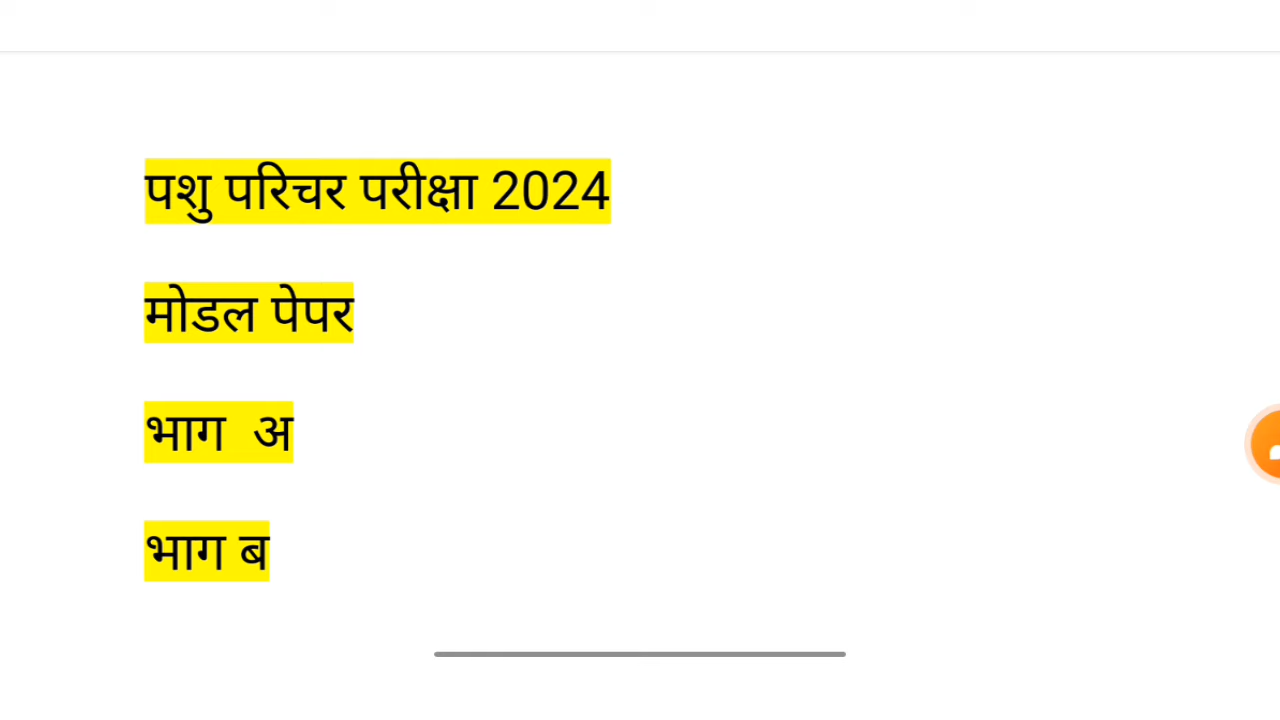 पशु परिचर परीक्षा 2024
मोडल पेपर
भाग  अ
भाग ब